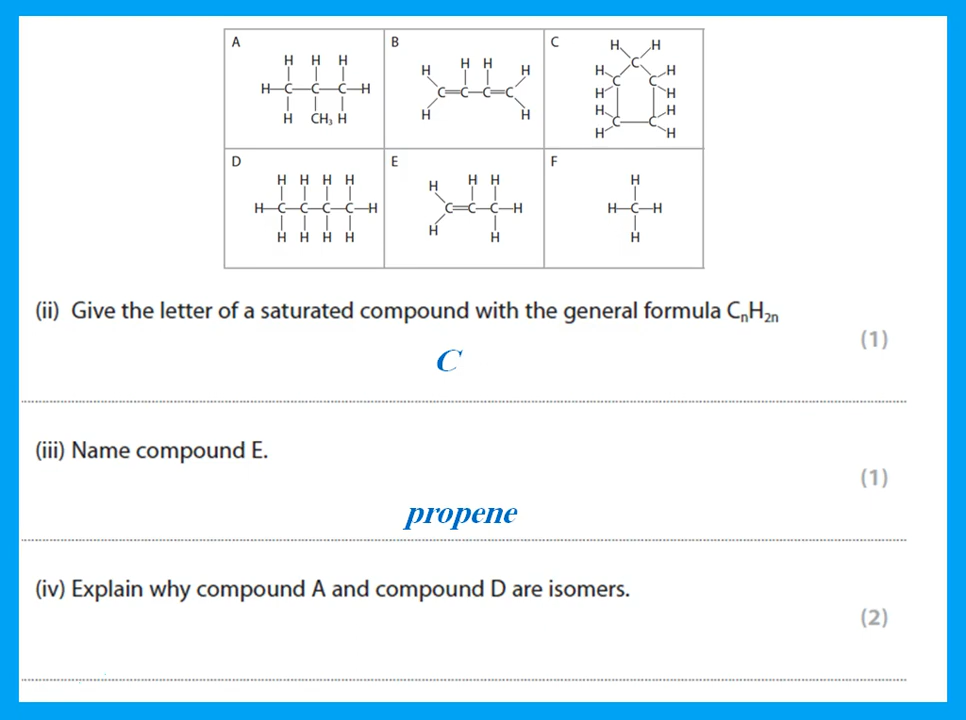 A B C
H H H
H—C—C—C—H
H CH₃ H
H H H H
C=C—C=C
H H
H H
H C H
H C C H
H H
H C C H
H H
D E F
H H H H
H—C—C—C—C—H
H H H H
H H H
C=C—C—H
H H
H
H—C—H
H
(ii) Give the letter of a saturated compound with the general formula CₙH₂ₙ
(1)
C
(iii) Name compound E.
(1)
propene
(iv) Explain why compound A and compound D are isomers.
(2)